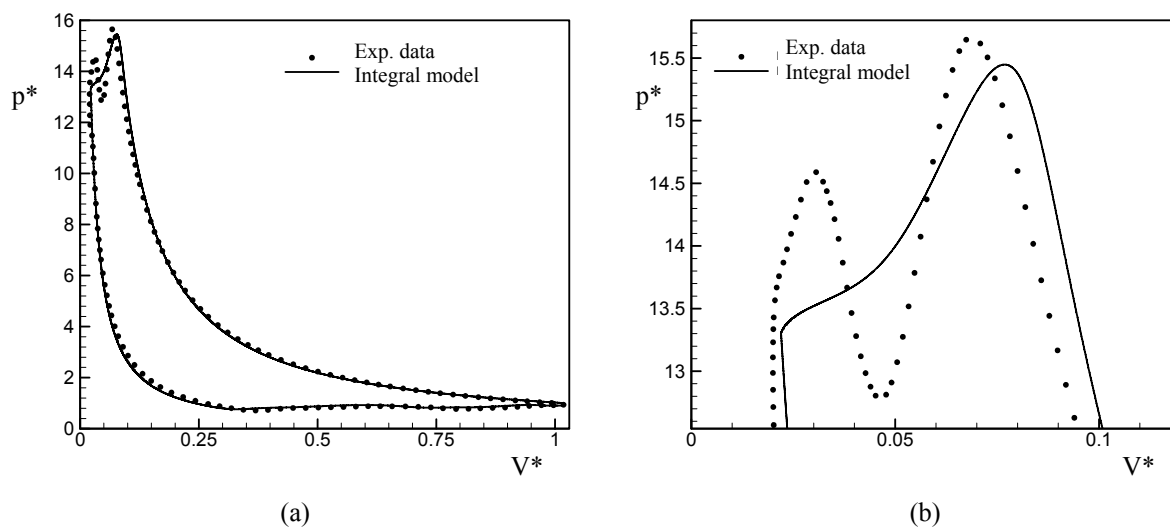 16
14
p*
12
10
8
6
4
2
0
Exp. data
Integral model
0
0.25
0.5
0.75
1
V*
(a)
15.5
p*
15
14.5
14
13.5
13
Exp. data
Integral model
0
0.05
0.1
V*
(b)